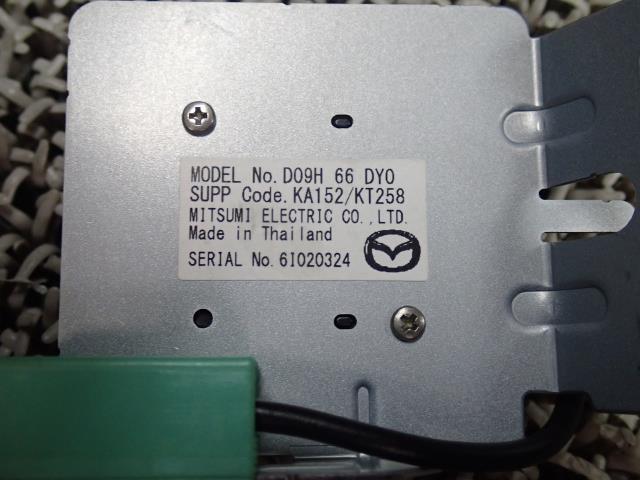 MODEL No. D09H 66 DY0
SUPP Code. KA152/KT258
MITSUMI ELECTRIC CO., LTD.
Made in Thailand
SERIAL No. 6I020324